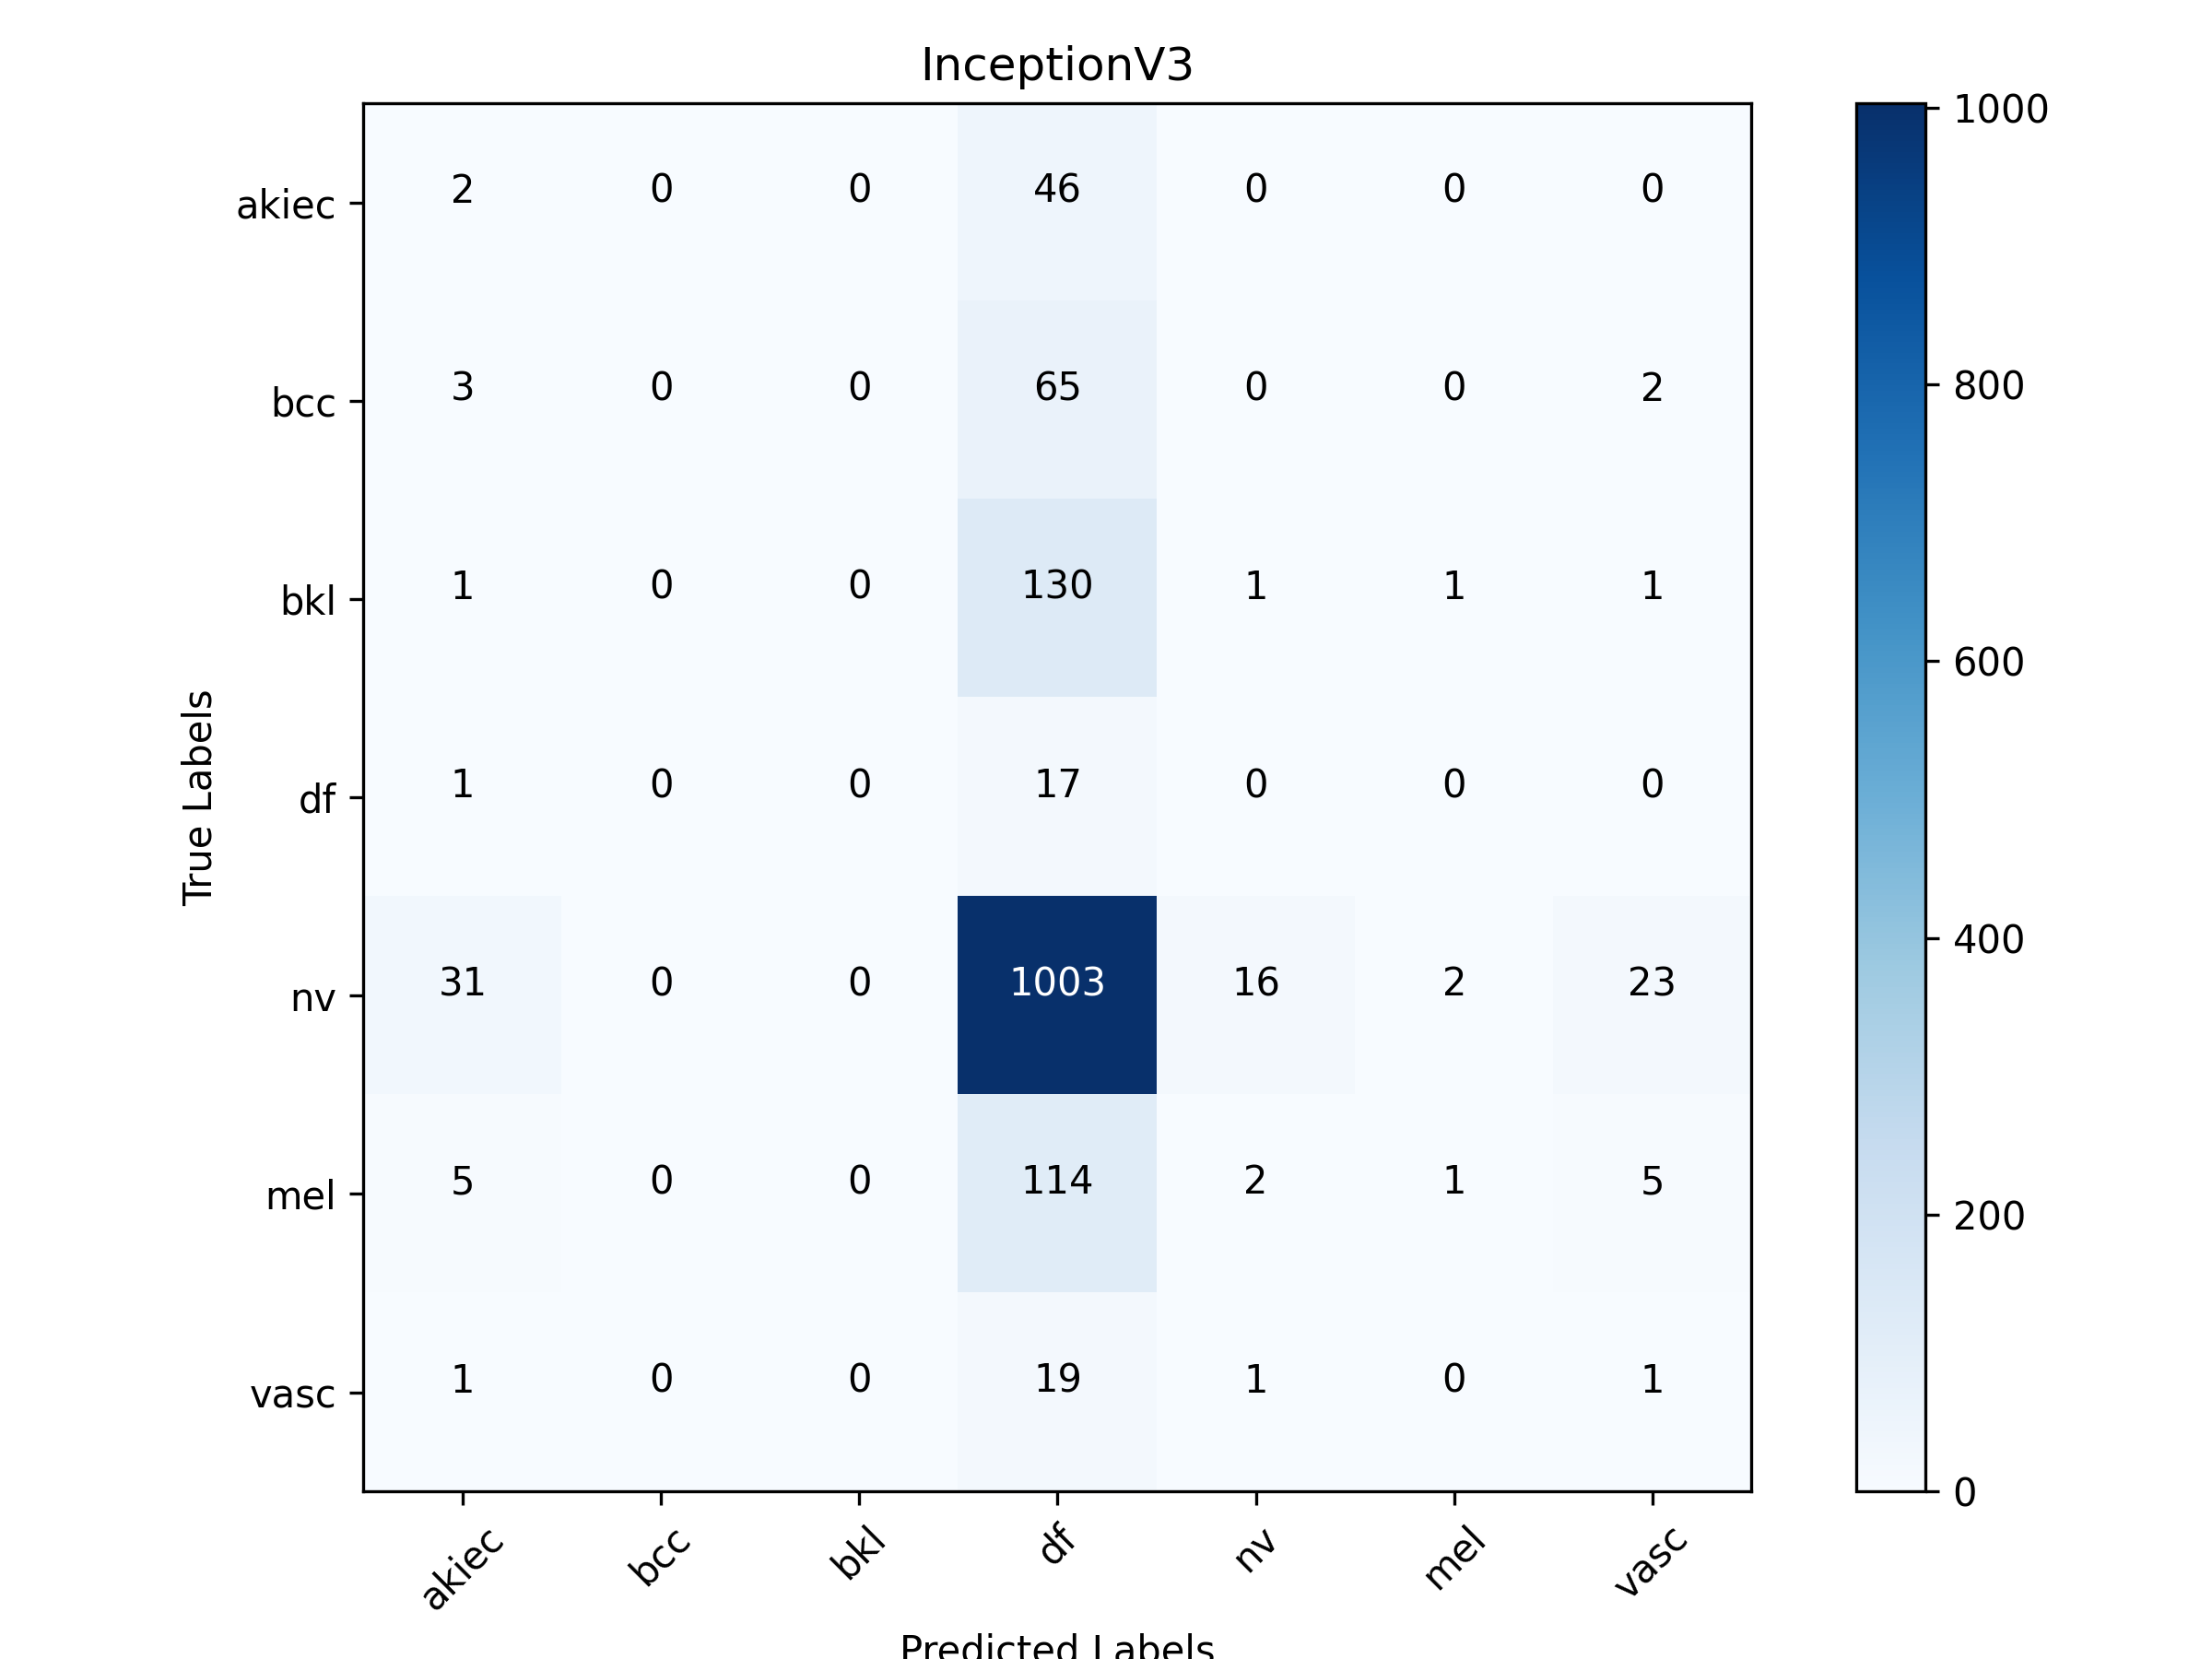 InceptionV3
1000
akiec 2 0 0 46 0 0 0
bcc 3 0 0 65 0 0 2
800
bkl 1 0 0 130 1 1 1
600
True Labels
df 1 0 0 17 0 0 0
nv 31 0 0 1003 16 2 23
400
mel 5 0 0 114 2 1 5
200
vasc 1 0 0 19 1 0 1
0
akiec bcc bkl df nv mel vasc
Predicted Labels